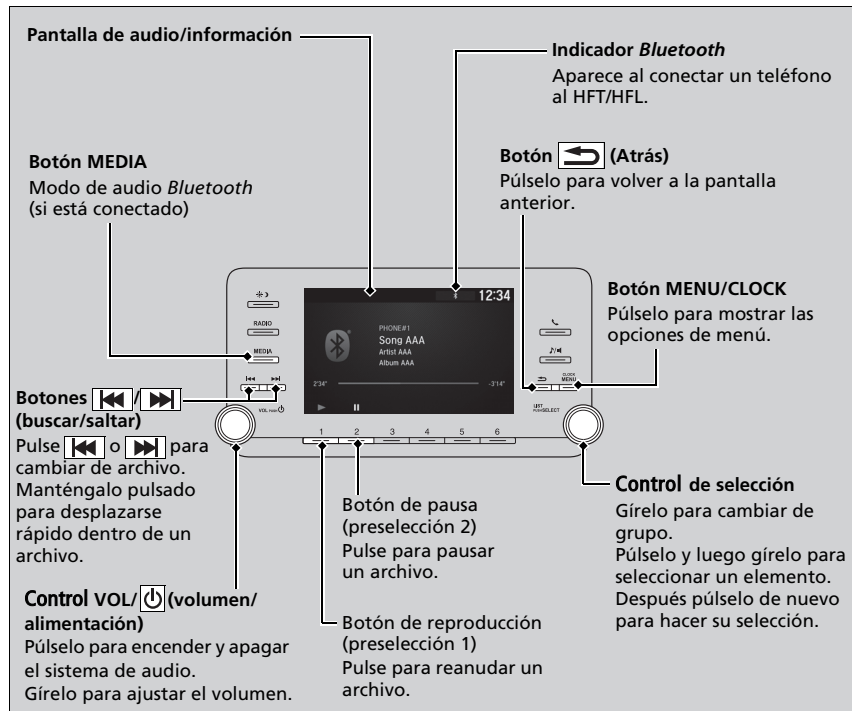 Pantalla de audio/información
Indicador Bluetooth
Aparece al conectar un teléfono
al HFT/HFL.
Botón MEDIA
Modo de audio Bluetooth
(si está conectado)
Botón (Atrás)
Púlselo para volver a la pantalla
anterior.
Botón MENU/CLOCK
Púlselo para mostrar las
opciones de menú.
12:34
RADIO
MEDIA
PHONE#1
Song AAA
Artist AAA
Album AAA
2'34"
-3'14"
CLOCK
MENU
VOL PUSH
LIST
PUSH SELECT
1 2 3 4 5 6
Botones /
(buscar/saltar)
Pulse o para
cambiar de archivo.
Manténgalo pulsado
para desplazarse
rápido dentro de un
archivo.
Control VOL/ (volumen/
alimentación)
Púlselo para encender y apagar
el sistema de audio.
Gírelo para ajustar el volumen.
Botón de pausa
(preselección 2)
Pulse para pausar
un archivo.
Botón de reproducción
(preselección 1)
Pulse para reanudar un
archivo.
Control de selección
Gírelo para cambiar de
grupo.
Púlselo y luego gírelo para
seleccionar un elemento.
Después púlselo de nuevo
para hacer su selección.